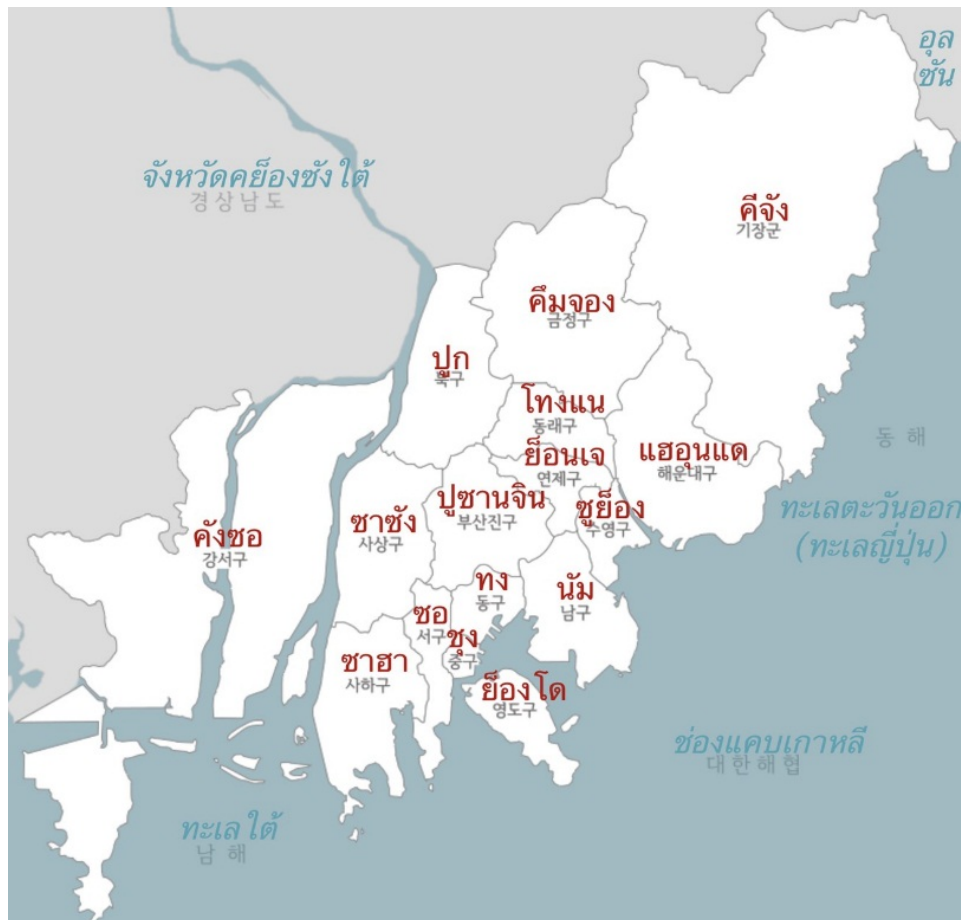 อุล
ซัน
จังหวัดคย็องซังใต้
경상남도
คีจัง
기장군
คึมจอง
금정구
ปูก
북구
โทงแน
동래구
ย็อนเจ
연제구
แฮอุนแด
해운대구
동해
ปูซานจิน
부산진구
ซูย็อง
수영구
ทะเลตะวันออก
(ทะเลญี่ปุ่น)
คังซอ
강서구
ซาซัง
사상구
ทง
동구
นัม
남구
ซอ
서구
ชุง
중구
ซาฮา
사하구
ย็องโด
영도구
ช่องแคบเกาหลี
대한해협
ทะเลใต้
남해